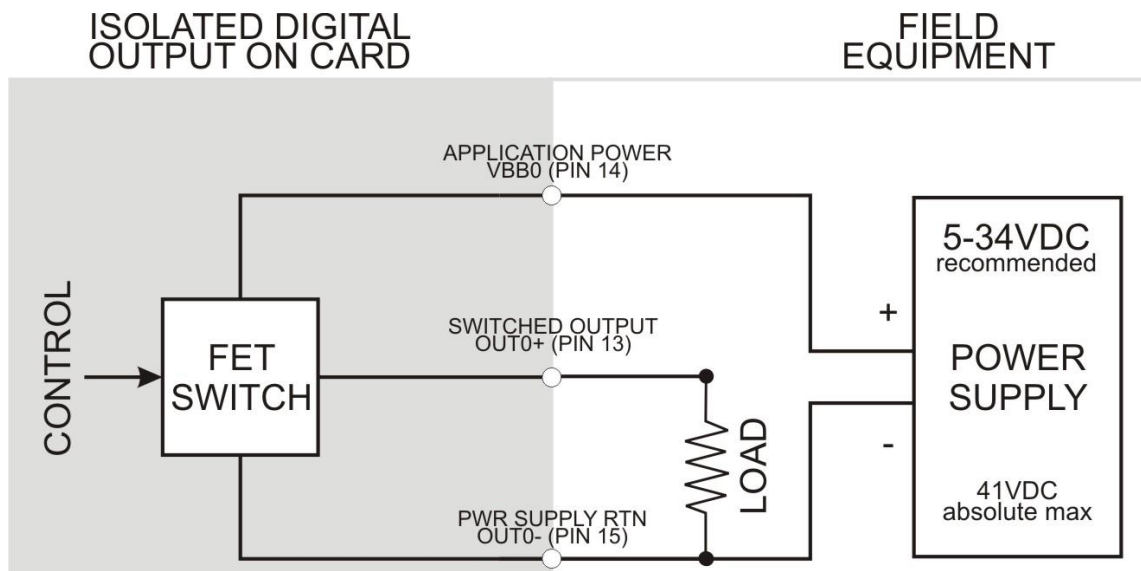 ISOLATED DIGITAL
OUTPUT ON CARD
FIELD
EQUIPMENT
APPLICATION POWER
VBB0 (PIN 14)
5-34VDC
recommended
CONTROL
FET
SWITCH
SWITCHED OUTPUT
OUT0+ (PIN 13)
+
POWER
SUPPLY
-
LOAD
41VDC
absolute max
PWR SUPPLY RTN
OUT0- (PIN 15)